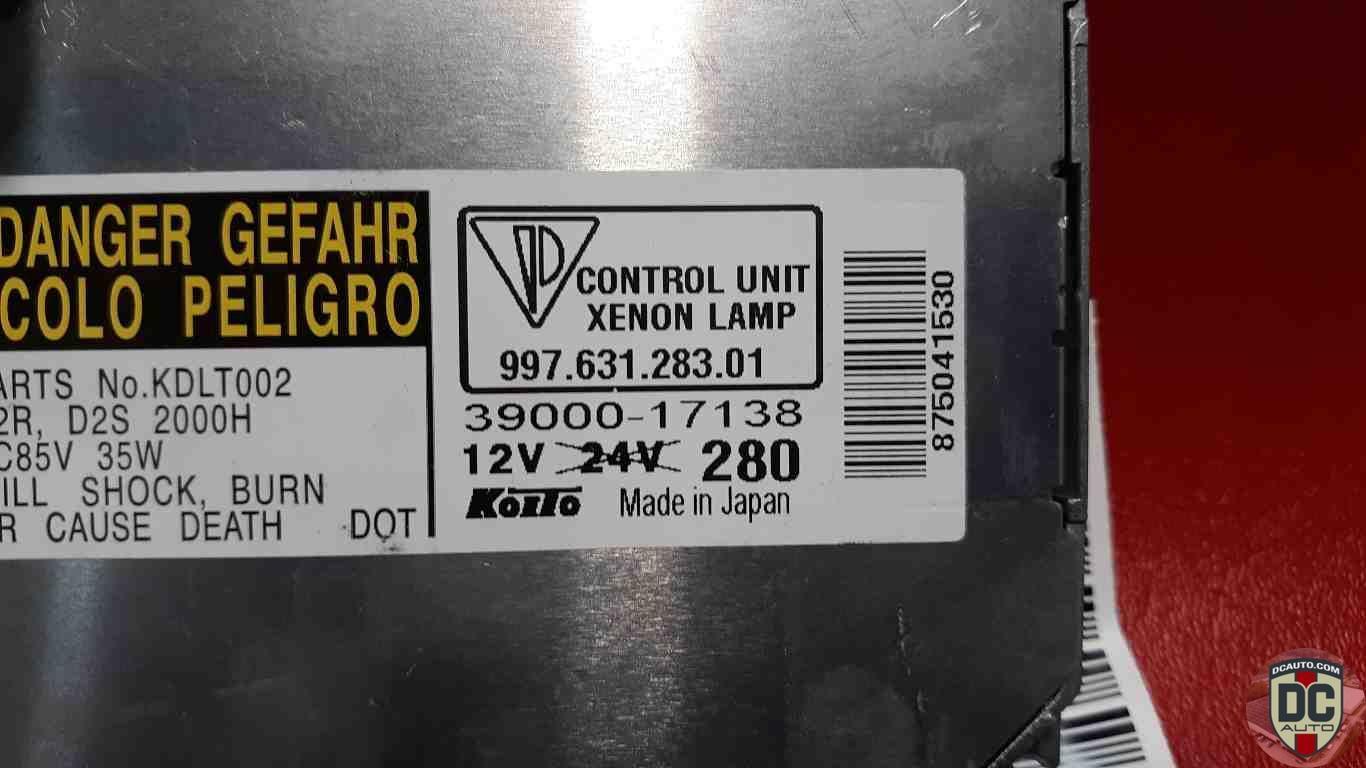 DANGER GEFAHR
COLO PELIGRO
ARTS No.KDLT002
2R, D2S 2000H
C85V 35W
ILL SHOCK, BURN
R CAUSE DEATH DOT
CONTROL UNIT
XENON LAMP
997.631.283.01
39000-17138
12V 24V 280
KOITO Made in Japan
875041530
DCAUTO.COM
DC
AUTO